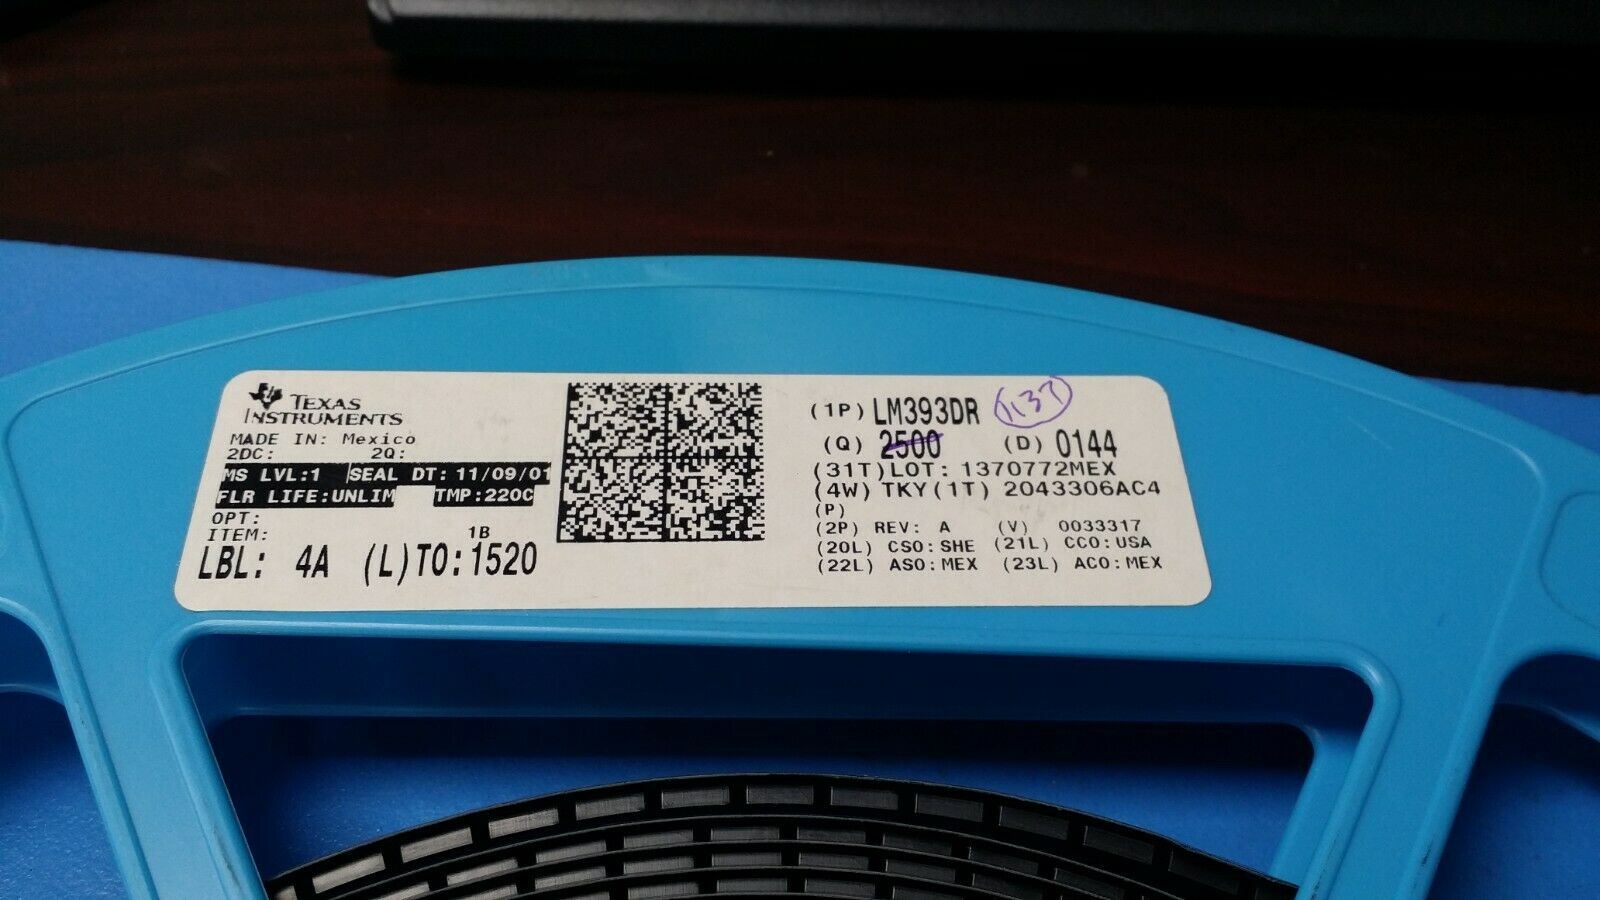 TEXAS
INSTRUMENTS
MADE IN: Mexico
2DC: 2Q:
MS LVL:1 SEAL DT: 11/09/01
FLR LIFE:UNLIM TMP:220C
OPT:
ITEM: 1B
LBL: 4A (L)TO:1520
(1P) LM393DR 1137
(Q) 2500 (D) 0144
(31T)LOT: 1370772MEX
(4W) TKY(1T) 2043306AC4
(P)
(2P) REV: A (V) 0033317
(20L) CSO:SHE (21L) CCO:USA
(22L) ASO:MEX (23L) ACO:MEX